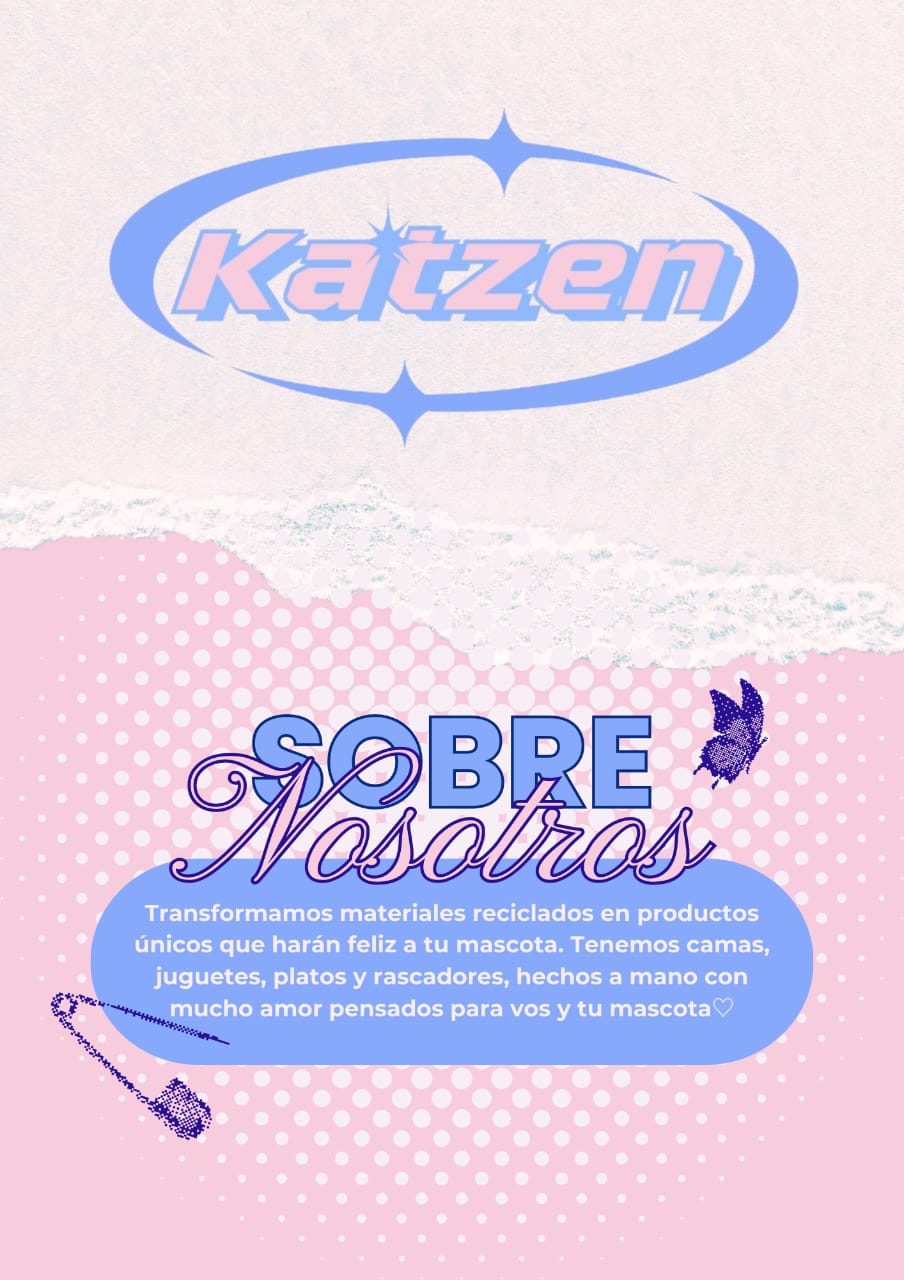 Katzen
SOBRE
Nosotros
Transformamos materiales reciclados en productos
únicos que harán feliz a tu mascota. Tenemos camas,
juguetes, platos y rascadores, hechos a mano con
mucho amor pensados para vos y tu mascota♡